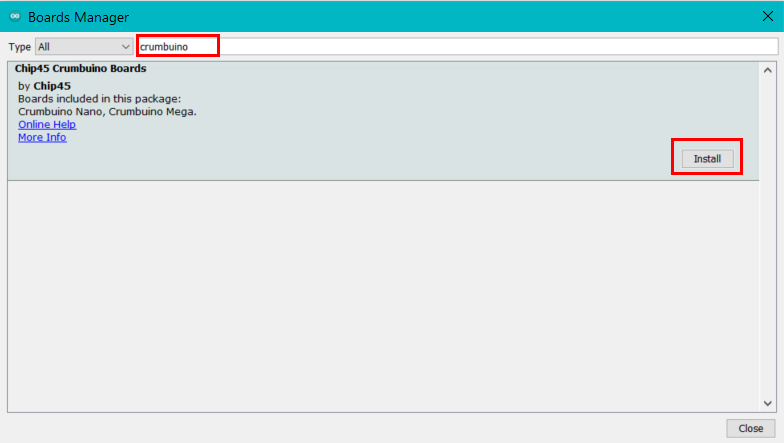 Boards Manager
Type All crumbuino
Chip45 Crumbuino Boards
by Chip45
Boards included in this package:
Crumbuino Nano, Crumbuino Mega.
Online Help
More Info
Install
Close